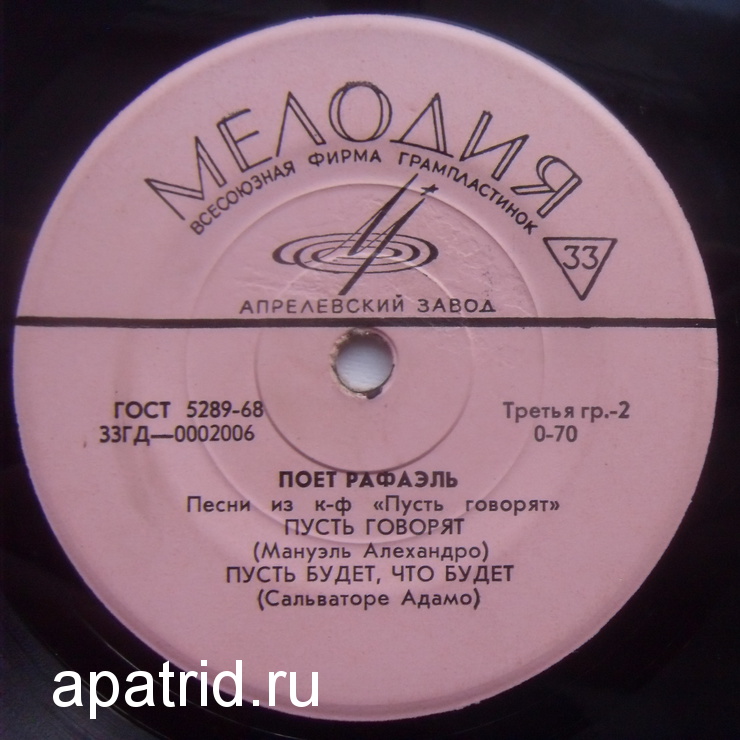 МЕЛОДИЯ
ВСЕСОЮЗНАЯ ФИРМА ГРАМПЛАСТИНОК
33
АПРЕЛЕВСКИЙ ЗАВОД
ГОСТ 5289-68
33ГД—0002006
Третья гр.-2
0-70
ПОЕТ РАФАЭЛЬ
Песни из к-ф «Пусть говорят»
ПУСТЬ ГОВОРЯТ
(Мануэль Алехандро)
ПУСТЬ БУДЕТ, ЧТО БУДЕТ
(Сальваторе Адамо)
apatrid.ru